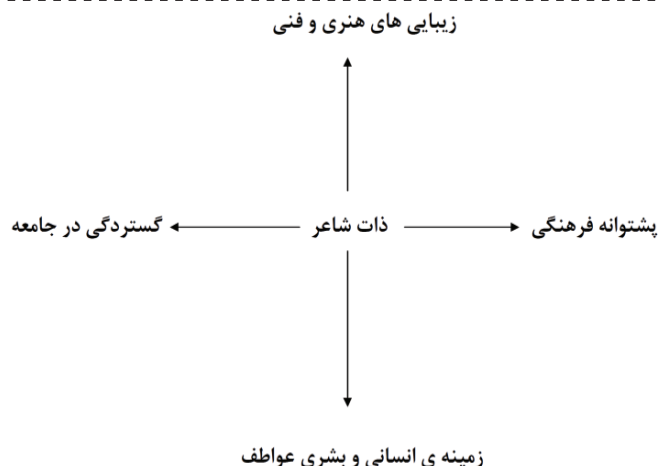 زیبایی های هنری و فنی
پشتوانه فرهنگی
ذات شاعر
گستردگی در جامعه
زمینه ی انسانی و بشری عواطف